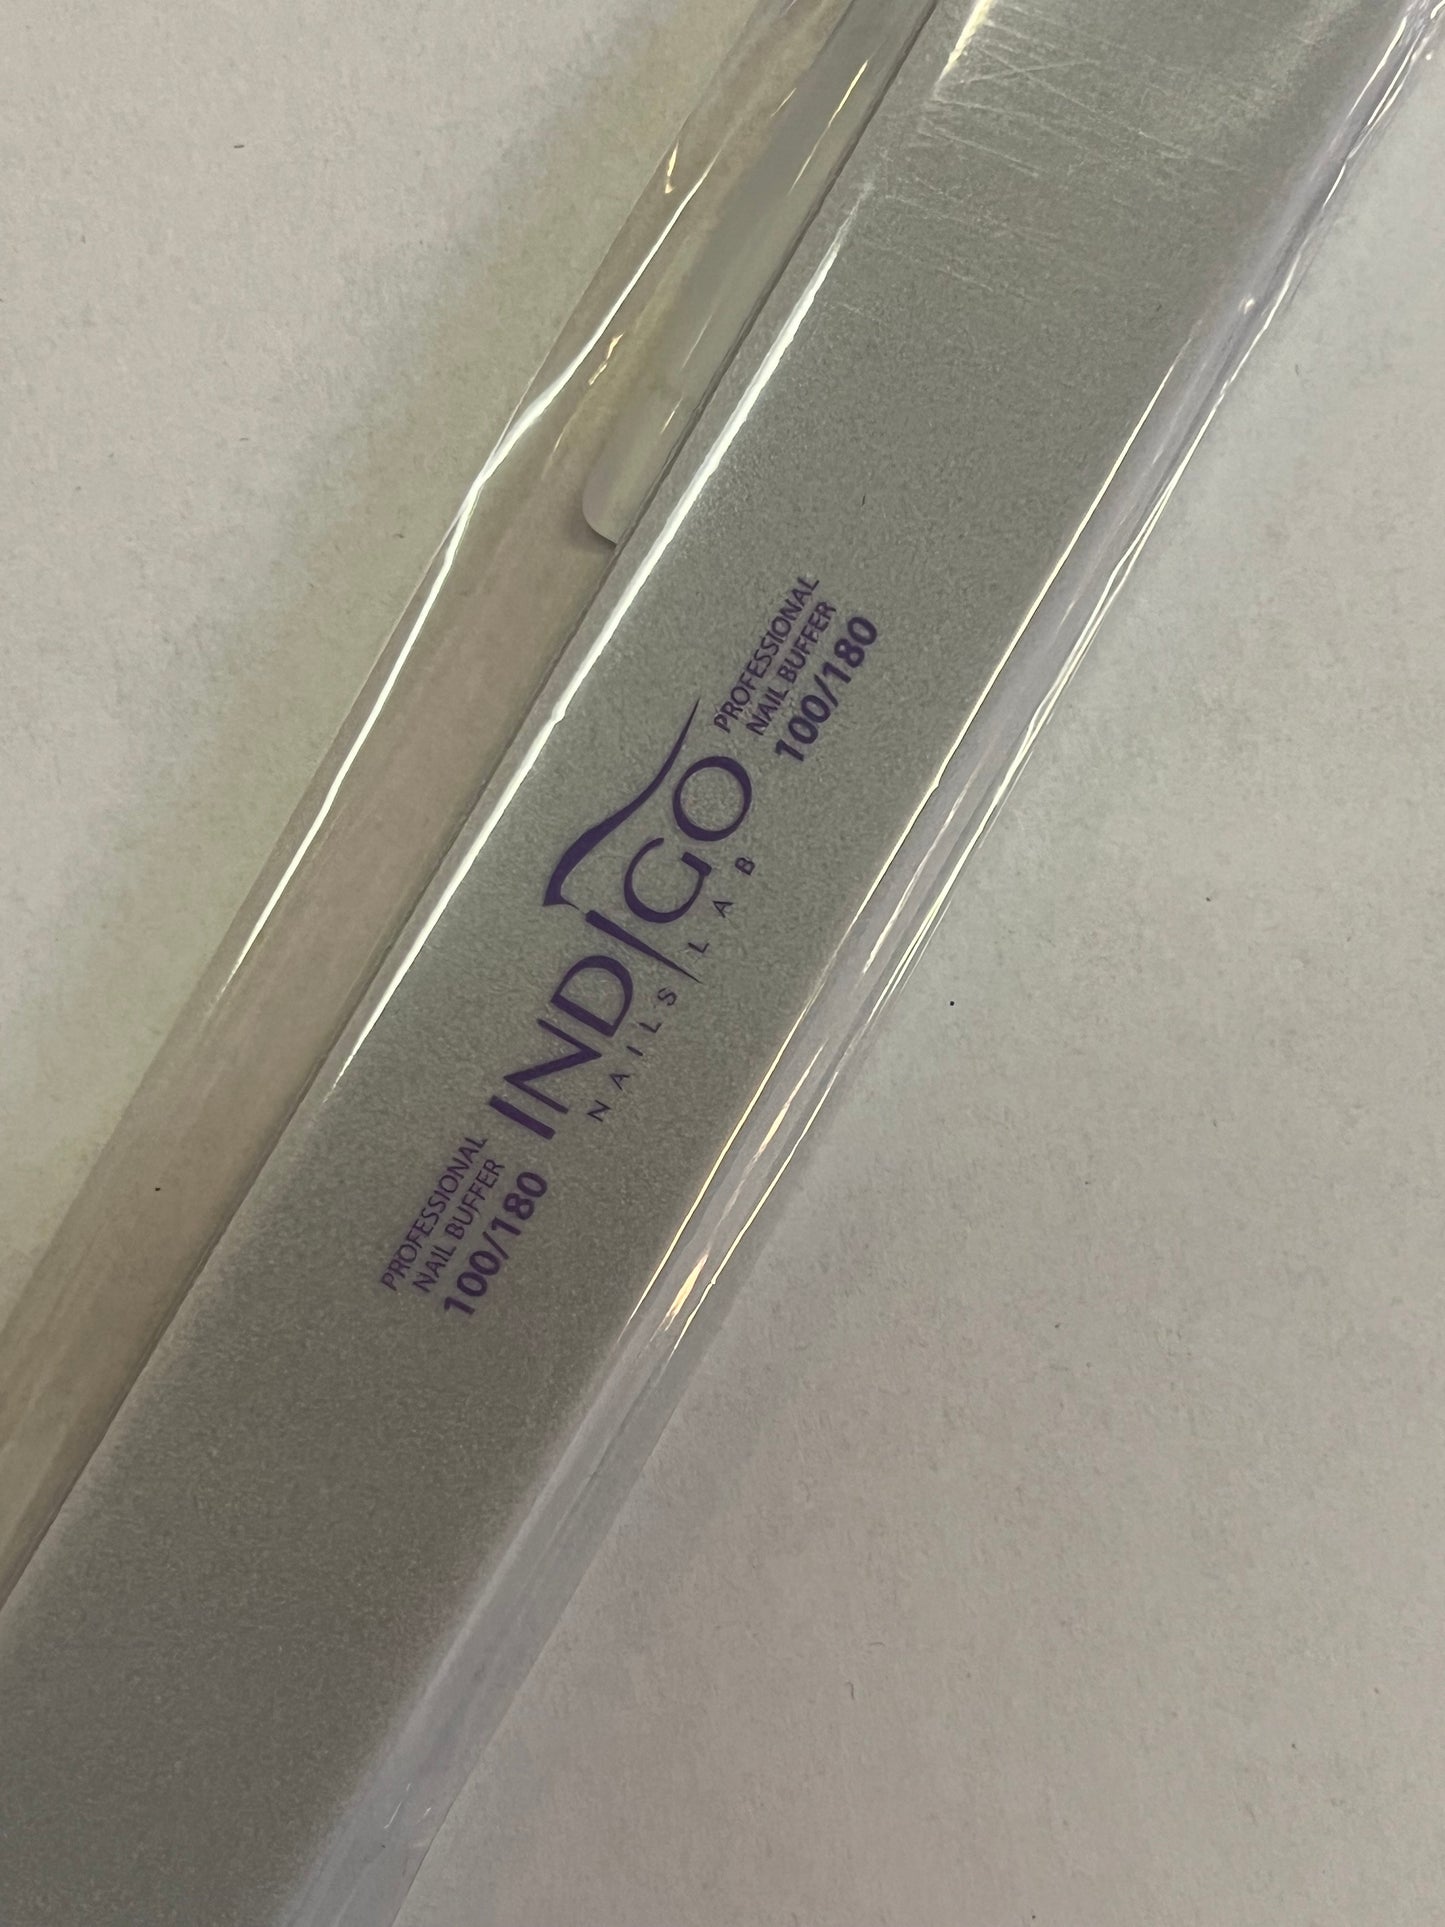 PROFESSIONAL
NAIL BUFFER
100/180
INDIGO
NAILS LAB
PROFESSIONAL
NAIL BUFFER
100/180